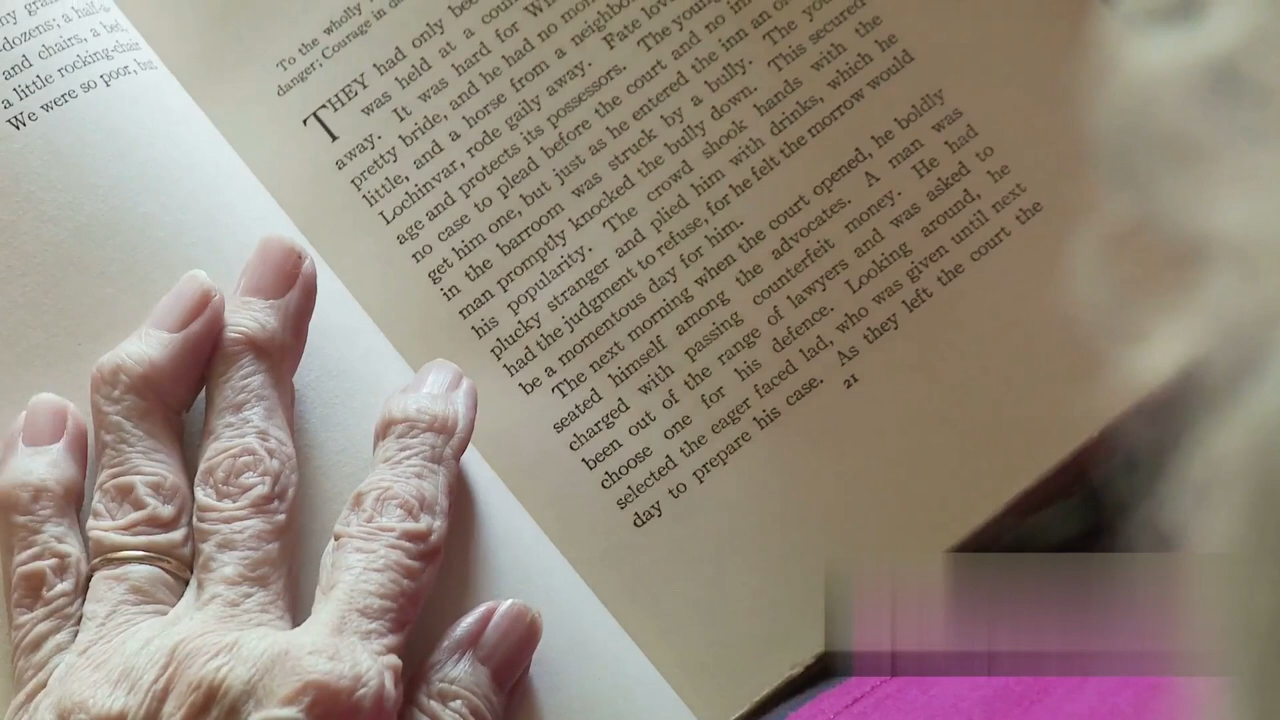 my gran
dozens; a half-
and chairs, a bed,
a little rocking-chair
We were so poor, but
To the wholly
danger; Courage in
THEY had only bee
was held at a coun
away. It was hard for
pretty bride, and he had no mon
little, and a horse from a neighbo
Lochinvar, rode gaily away. Fate lov
age and protects its possessors. The young
no case to plead before the court and no in
get him one, but just as he entered the inn an
in the barroom was struck by a bully. The you
man promptly knocked the bully down. This secured
his popularity. The crowd shook hands with the
plucky stranger and plied him with drinks, which he
had the judgment to refuse, for he felt the morrow would
be a momentous day for him.
The next morning when the court opened, he boldly
seated himself among the advocates. A man was
charged with passing counterfeit money. He had
been out of the range of lawyers and was asked to
choose one for his defence. Looking around, he
selected the eager faced lad, who was given until next
day to prepare his case. As they left the court the
21